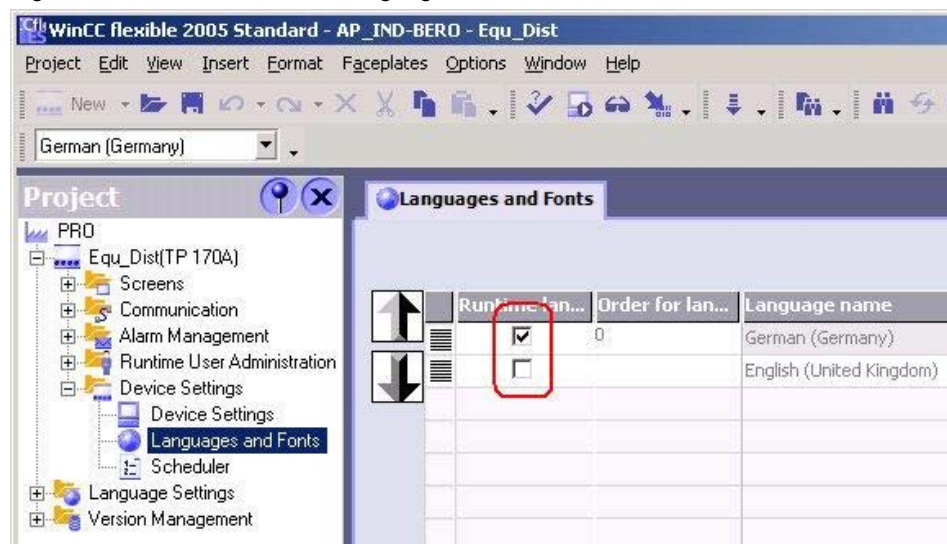 WinCC flexible 2005 Standard - AP_IND-BERO - Equ_Dist
Project Edit View Insert Format Faceplates Options Window Help
New
German (Germany)
Project
Languages and Fonts
PRO
Equ_Dist(TP 170A)
Screens
Communication
Alarm Management
Runtime User Administration
Device Settings
Device Settings
Languages and Fonts
Scheduler
Language Settings
Version Management
Runtime lan... Order for lan... Language name
0 German (Germany)
English (United Kingdom)